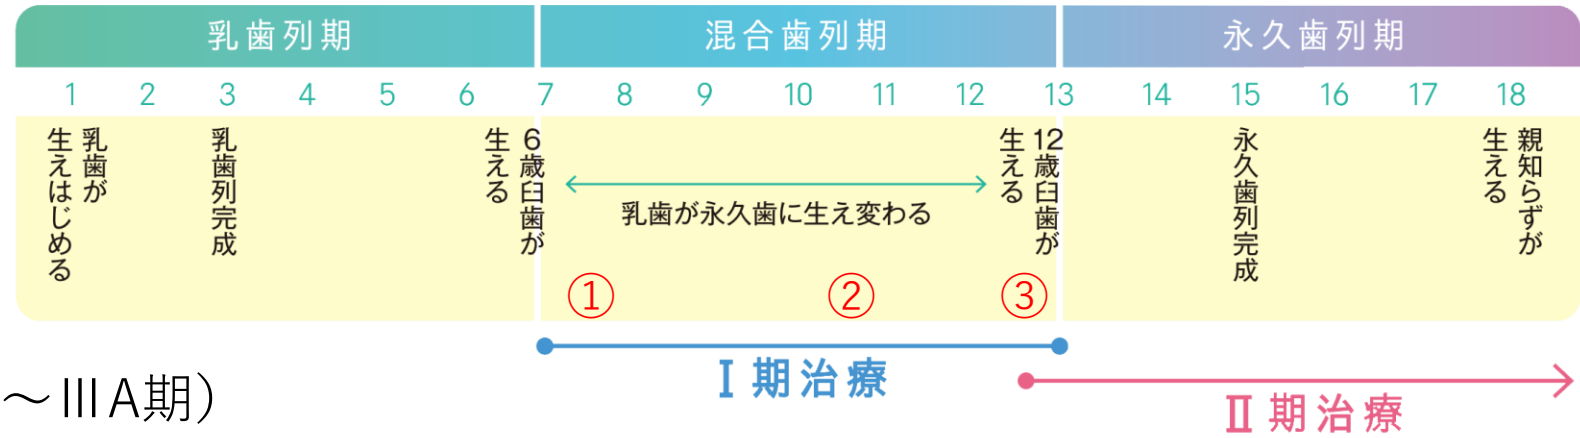 乳歯列期 混合歯列期 永久歯列期
1 2 3 4 5 6 7 8 9 10 11 12 13 14 15 16 17 18
乳歯が
生えはじめる
乳歯列完成
6歳臼歯が
生える
乳歯が永久歯に生え変わる
12歳臼歯が
生える
永久歯列完成
親知らずが
生える
① ② ③
Ⅰ期治療
Ⅱ期治療
～ⅢA期）